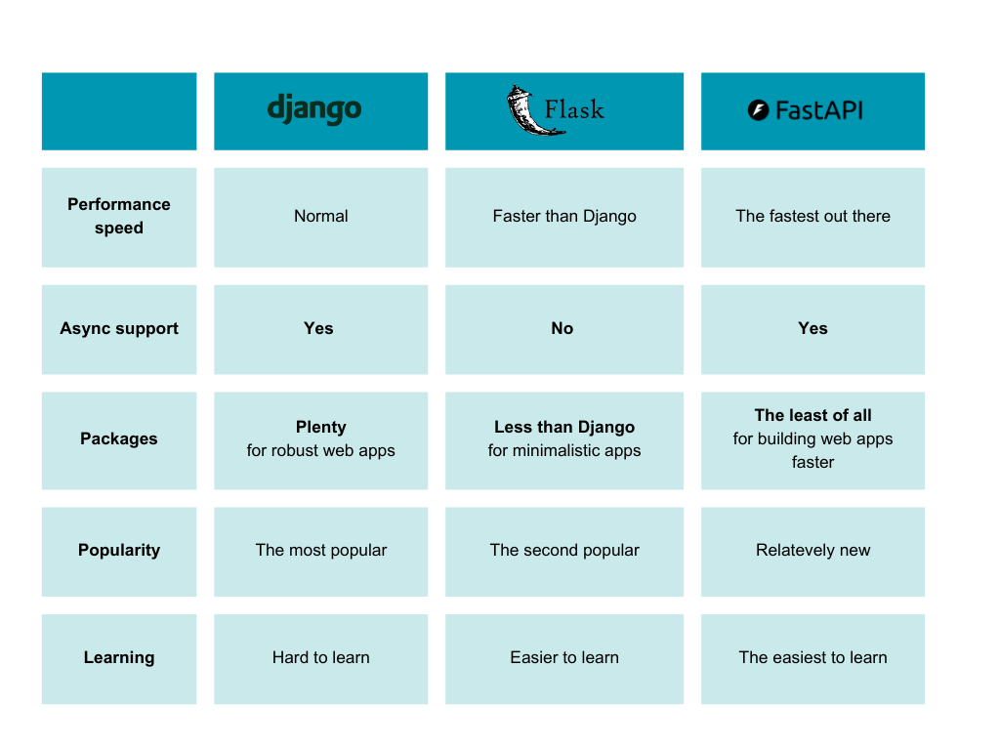 django
Flask
FastAPI
Performance
speed
Normal
Faster than Django
The fastest out there
Async support
Yes
No
Yes
Packages
Plenty
for robust web apps
Less than Django
for minimalistic apps
The least of all
for building web apps
faster
Popularity
The most popular
The second popular
Relatevely new
Learning
Hard to learn
Easier to learn
The easiest to learn